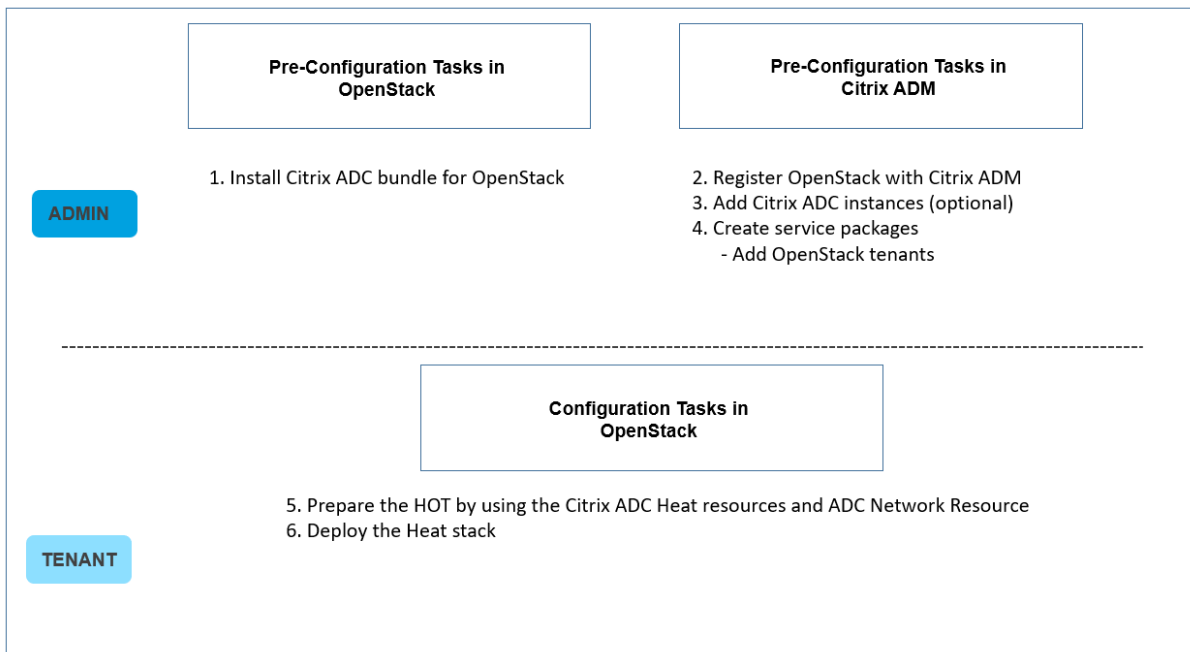 Pre-Configuration Tasks in
OpenStack
Pre-Configuration Tasks in
Citrix ADM
1. Install Citrix ADC bundle for OpenStack
2. Register OpenStack with Citrix ADM
3. Add Citrix ADC instances (optional)
4. Create service packages
- Add OpenStack tenants
ADMIN
Configuration Tasks in
OpenStack
5. Prepare the HOT by using the Citrix ADC Heat resources and ADC Network Resource
6. Deploy the Heat stack
TENANT